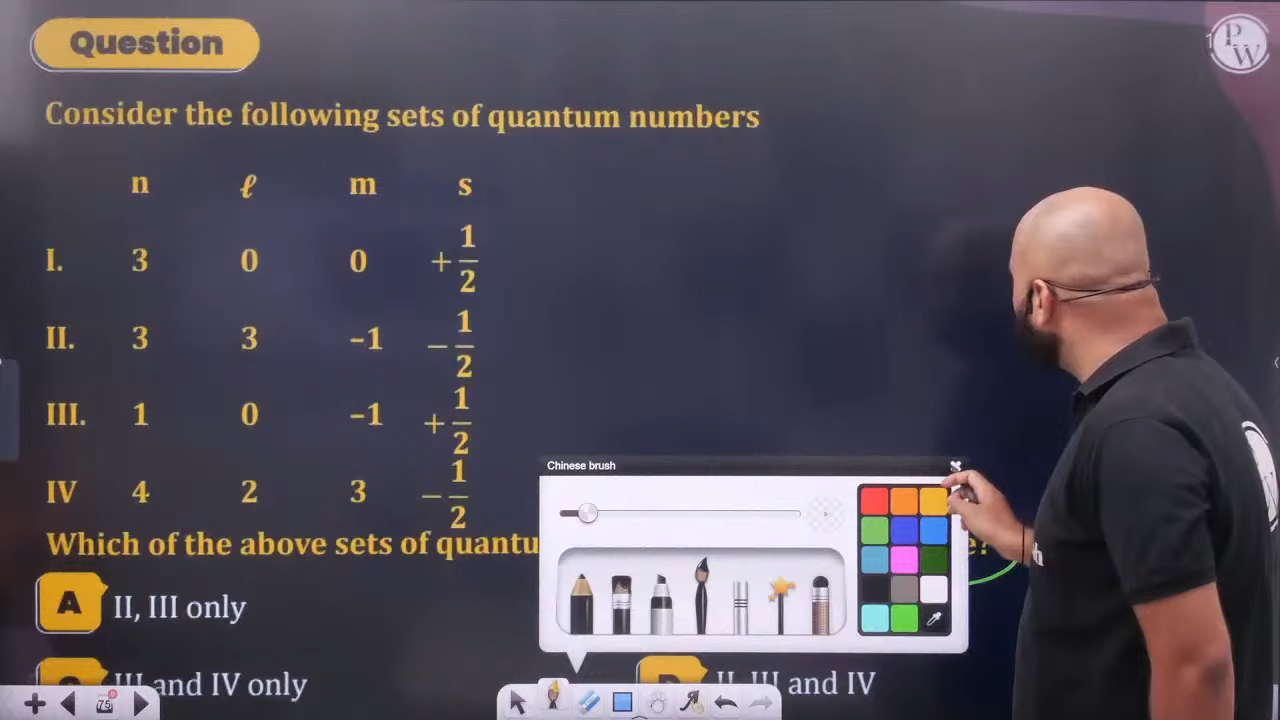 Question
PW
Consider the following sets of quantum numbers
n ℓ m s
I. 3 0 0 +1/2
II. 3 3 -1 -1/2
III. 1 0 -1 +1/2
IV 4 2 3 -1/2
Which of the above sets of
A II, III only
III and IV only
II, III and IV
Chinese brush
75